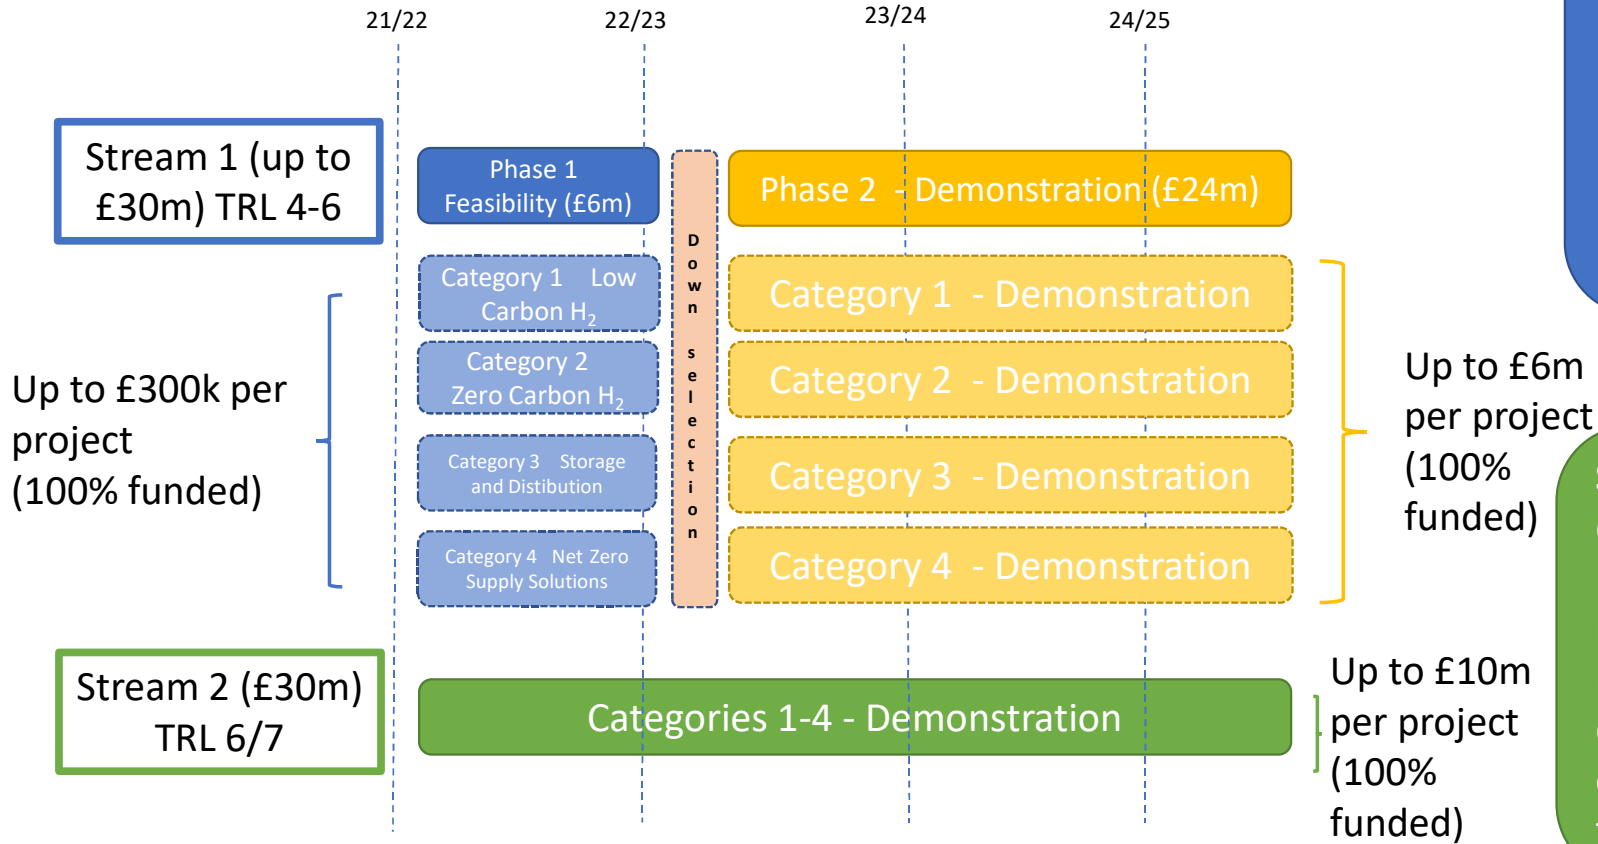 21/22
22/23
23/24
24/25
Stream 1 (up to
£30m) TRL 4-6
Phase 1
Feasibility (£6m)
Phase 2 - Demonstration (£24m)
Down selection
Category 1 Low
Carbon H₂
Category 1 - Demonstration
Category 2
Zero Carbon H₂
Category 2 - Demonstration
Category 3 Storage
and Distibution
Category 3 - Demonstration
Category 4 Net Zero
Supply Solutions
Category 4 - Demonstration
Up to £300k per
project
(100% funded)
Up to £6m
per project
(100%
funded)
Stream 2 (£30m)
TRL 6/7
Categories 1-4 - Demonstration
Up to £10m
per project
(100%
funded)